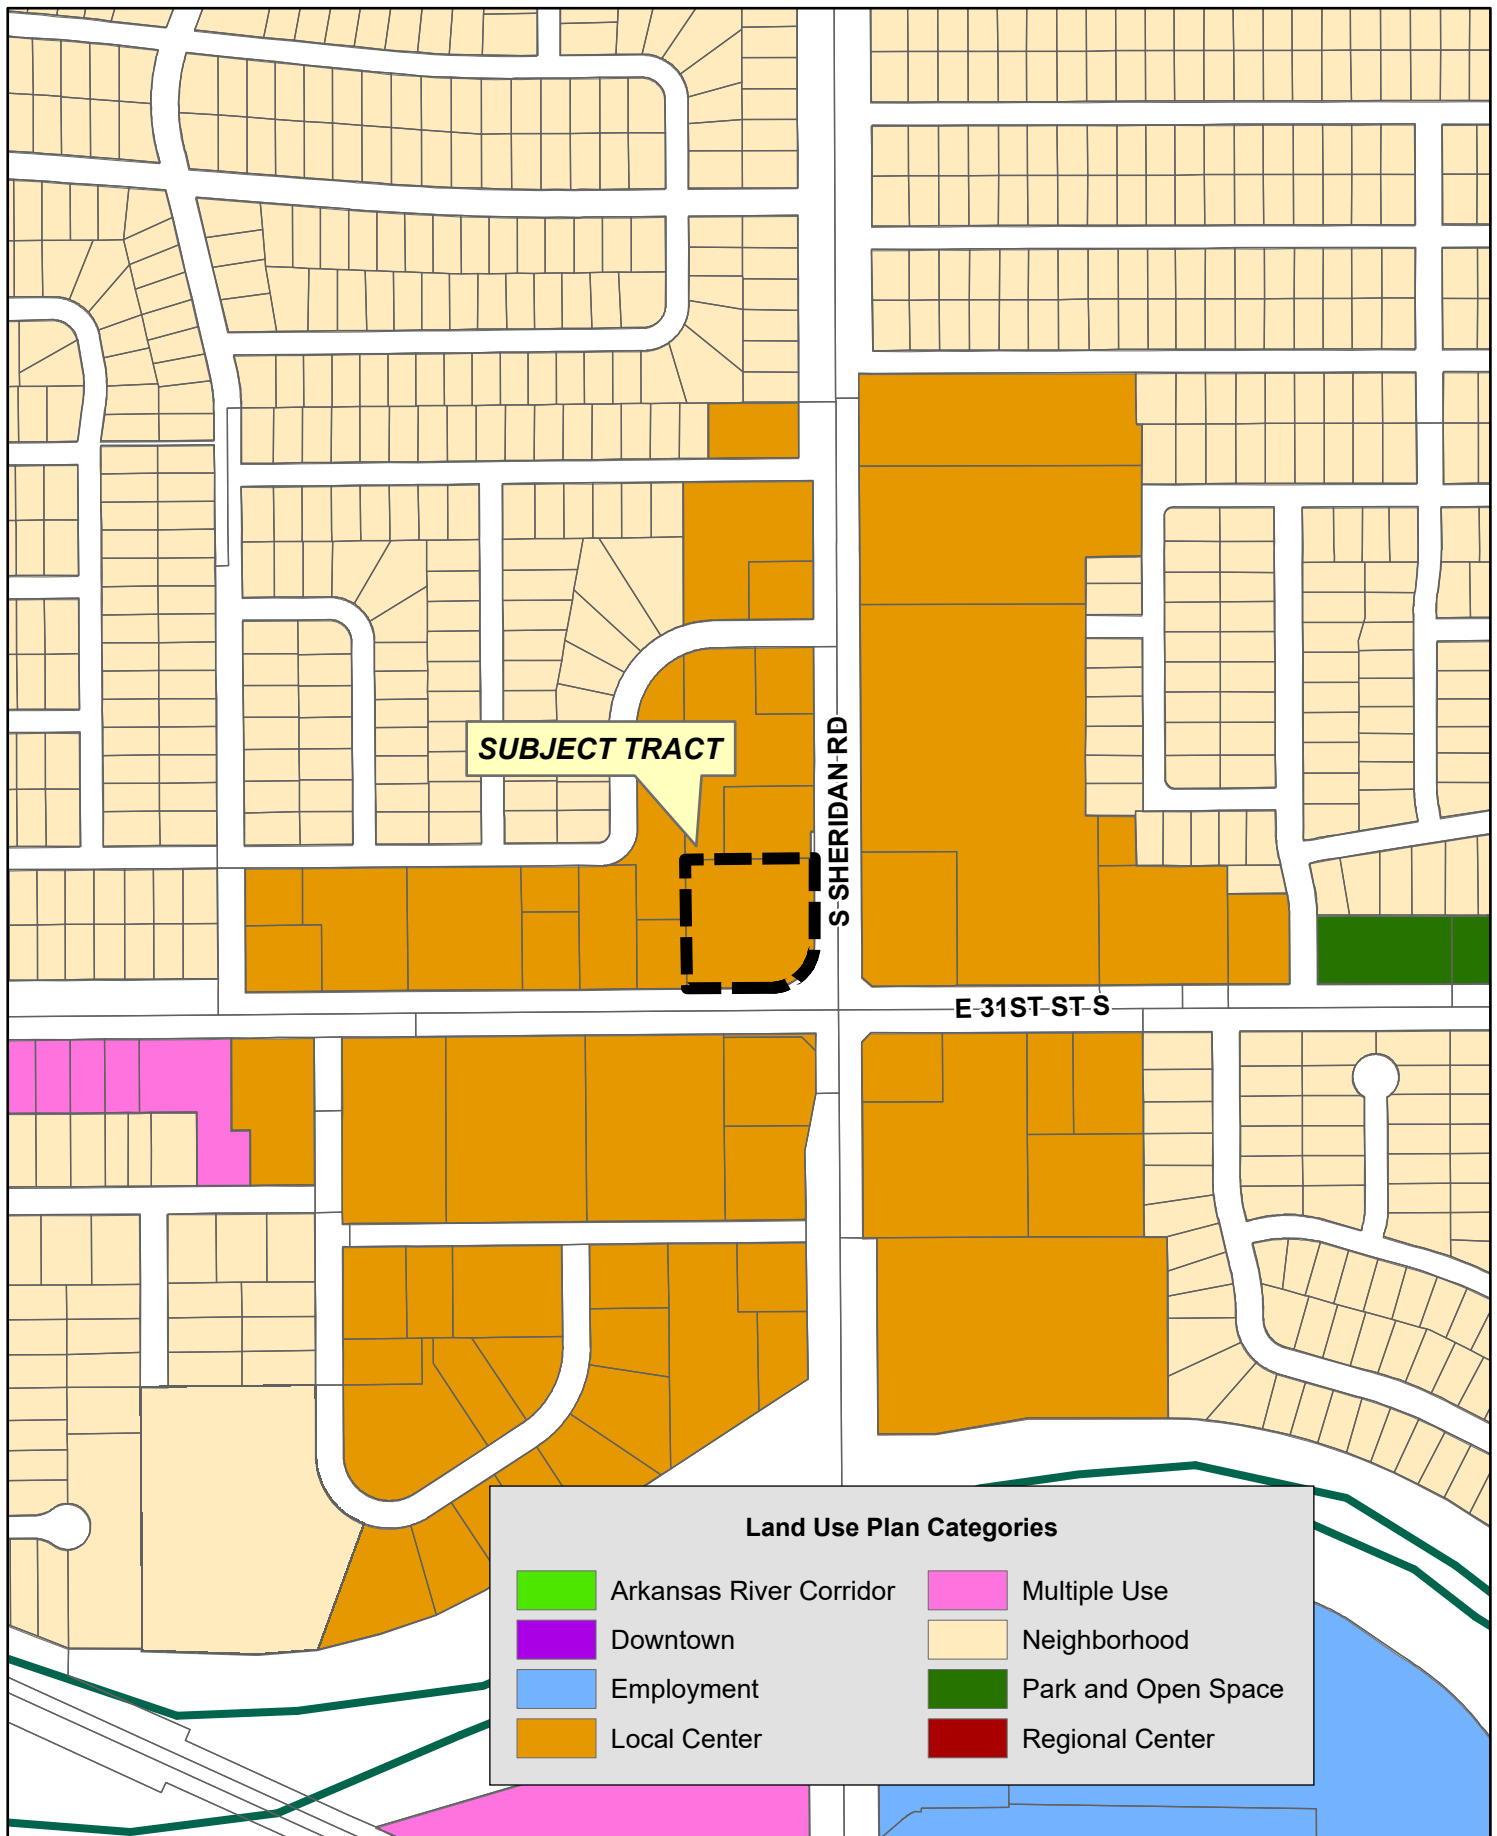 SUBJECT TRACT
S SHERIDAN RD
E 31ST ST S
Land Use Plan Categories
Arkansas River Corridor
Downtown
Employment
Local Center
Multiple Use
Neighborhood
Park and Open Space
Regional Center